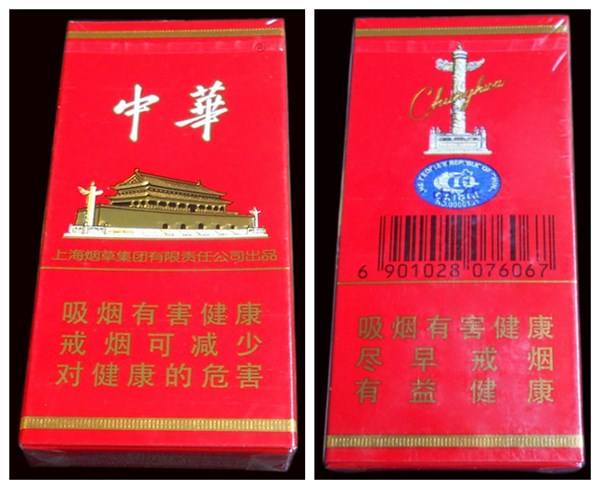 中華
上海烟草集团有限责任公司出品
吸烟有害健康
戒烟可减少
对健康的危害
Chunghwa
6 901028 076067
吸烟有害健康
尽早戒烟
有益健康